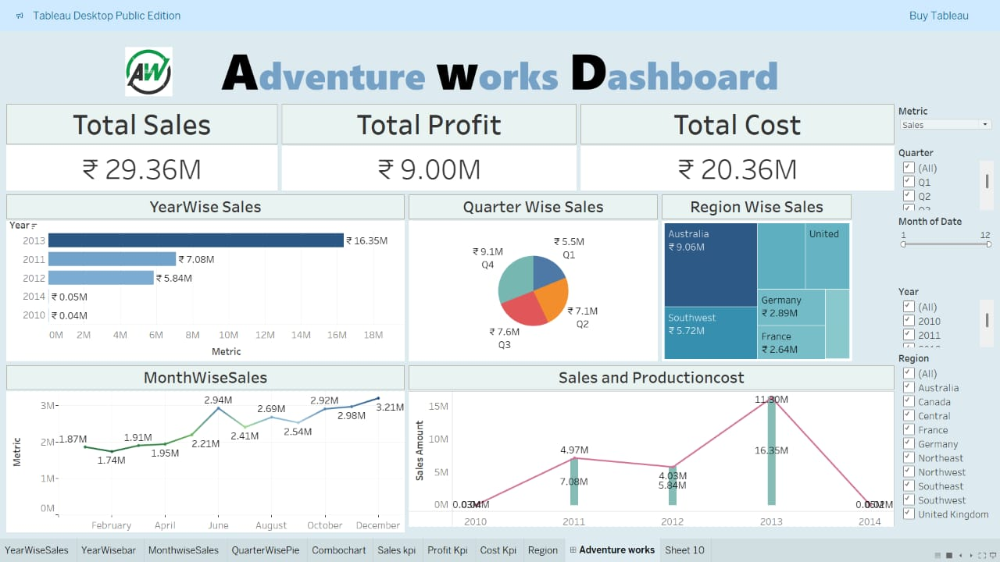 Tableau Desktop Public Edition
Buy Tableau
AW
Adventure works Dashboard
Total Sales
Total Profit
Total Cost
₹ 29.36M
₹ 9.00M
₹ 20.36M
Metric
Sales
Quarter
(All)
Q1
Q2
Month of Date
1
12
Year
(All)
2010
2011
Region
(All)
Australia
Canada
Central
France
Germany
Northeast
Northwest
Southeast
Southwest
United Kingdom
YearWise Sales
Year
2013
₹ 16.35M
2011
₹ 7.08M
2012
₹ 5.84M
2014
₹ 0.05M
2010
₹ 0.04M
0M 2M 4M 6M 8M 10M 12M 14M 16M 18M
Metric
Quarter Wise Sales
₹ 5.5M
Q1
₹ 9.1M
Q4
₹ 7.1M
Q2
₹ 7.6M
Q3
Region Wise Sales
Australia
₹ 9.06M
United
Southwest
₹ 5.72M
Germany
₹ 2.89M
France
₹ 2.64M
MonthWiseSales
Metric
3M
2M
1M
0M
1.87M
1.74M
1.91M
1.95M
2.21M
2.94M
2.41M
2.69M
2.54M
2.92M
2.98M
3.21M
February April June August October December
Sales and Productioncost
Sales Amount
15M
10M
5M
0M
4.97M
7.08M
4.03M
5.84M
11.30M
16.35M
2010 2011 2012 2013 2014
YearWiseSales YearWisebar MonthwiseSales QuarterWisePie Combochart Sales kpi Profit Kpi Cost Kpi Region Adventure works Sheet 10